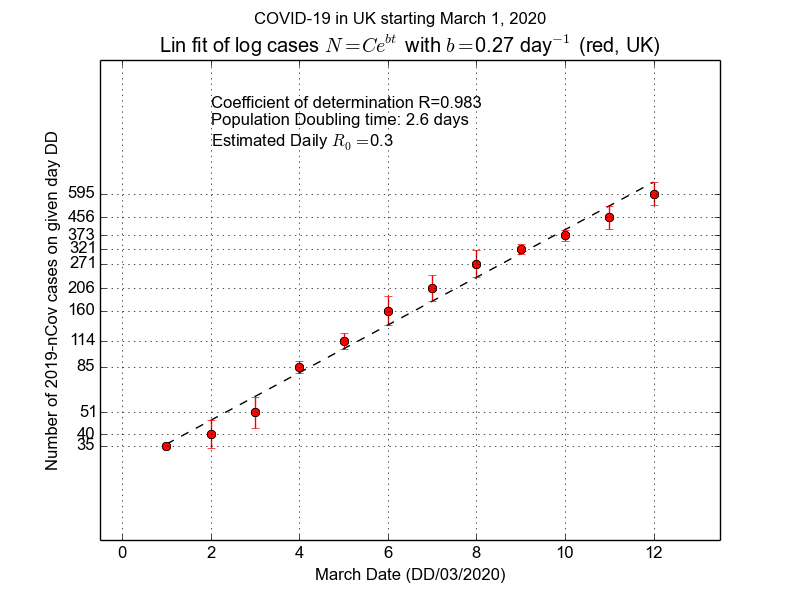 COVID-19 in UK starting March 1, 2020
Lin fit of log cases N=Ce^{bt} with b=0.27 day^{-1} (red, UK)
Coefficient of determination R=0.983
Population Doubling time: 2.6 days
Estimated Daily R_0=0.3
Number of 2019-nCov cases on given day DD
595
456
373
321
271
206
160
114
85
51
40
35
0 2 4 6 8 10 12
March Date (DD/03/2020)